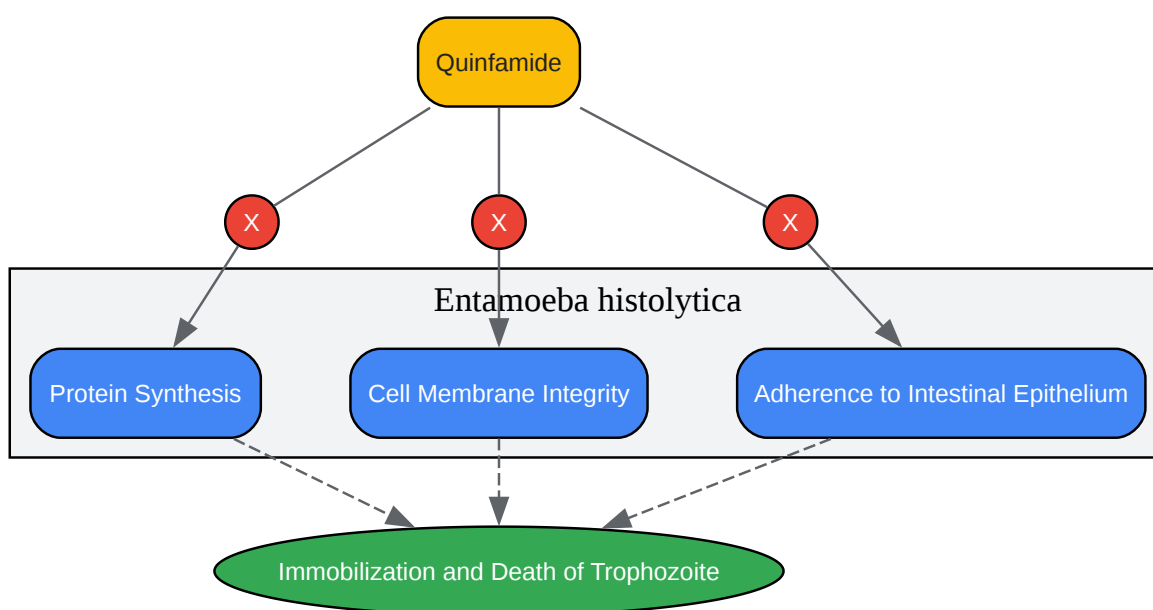 Quinfamide
X
X
X
Entamoeba histolytica
Protein Synthesis
Cell Membrane Integrity
Adherence to Intestinal Epithelium
Immobilization and Death of Trophozoite